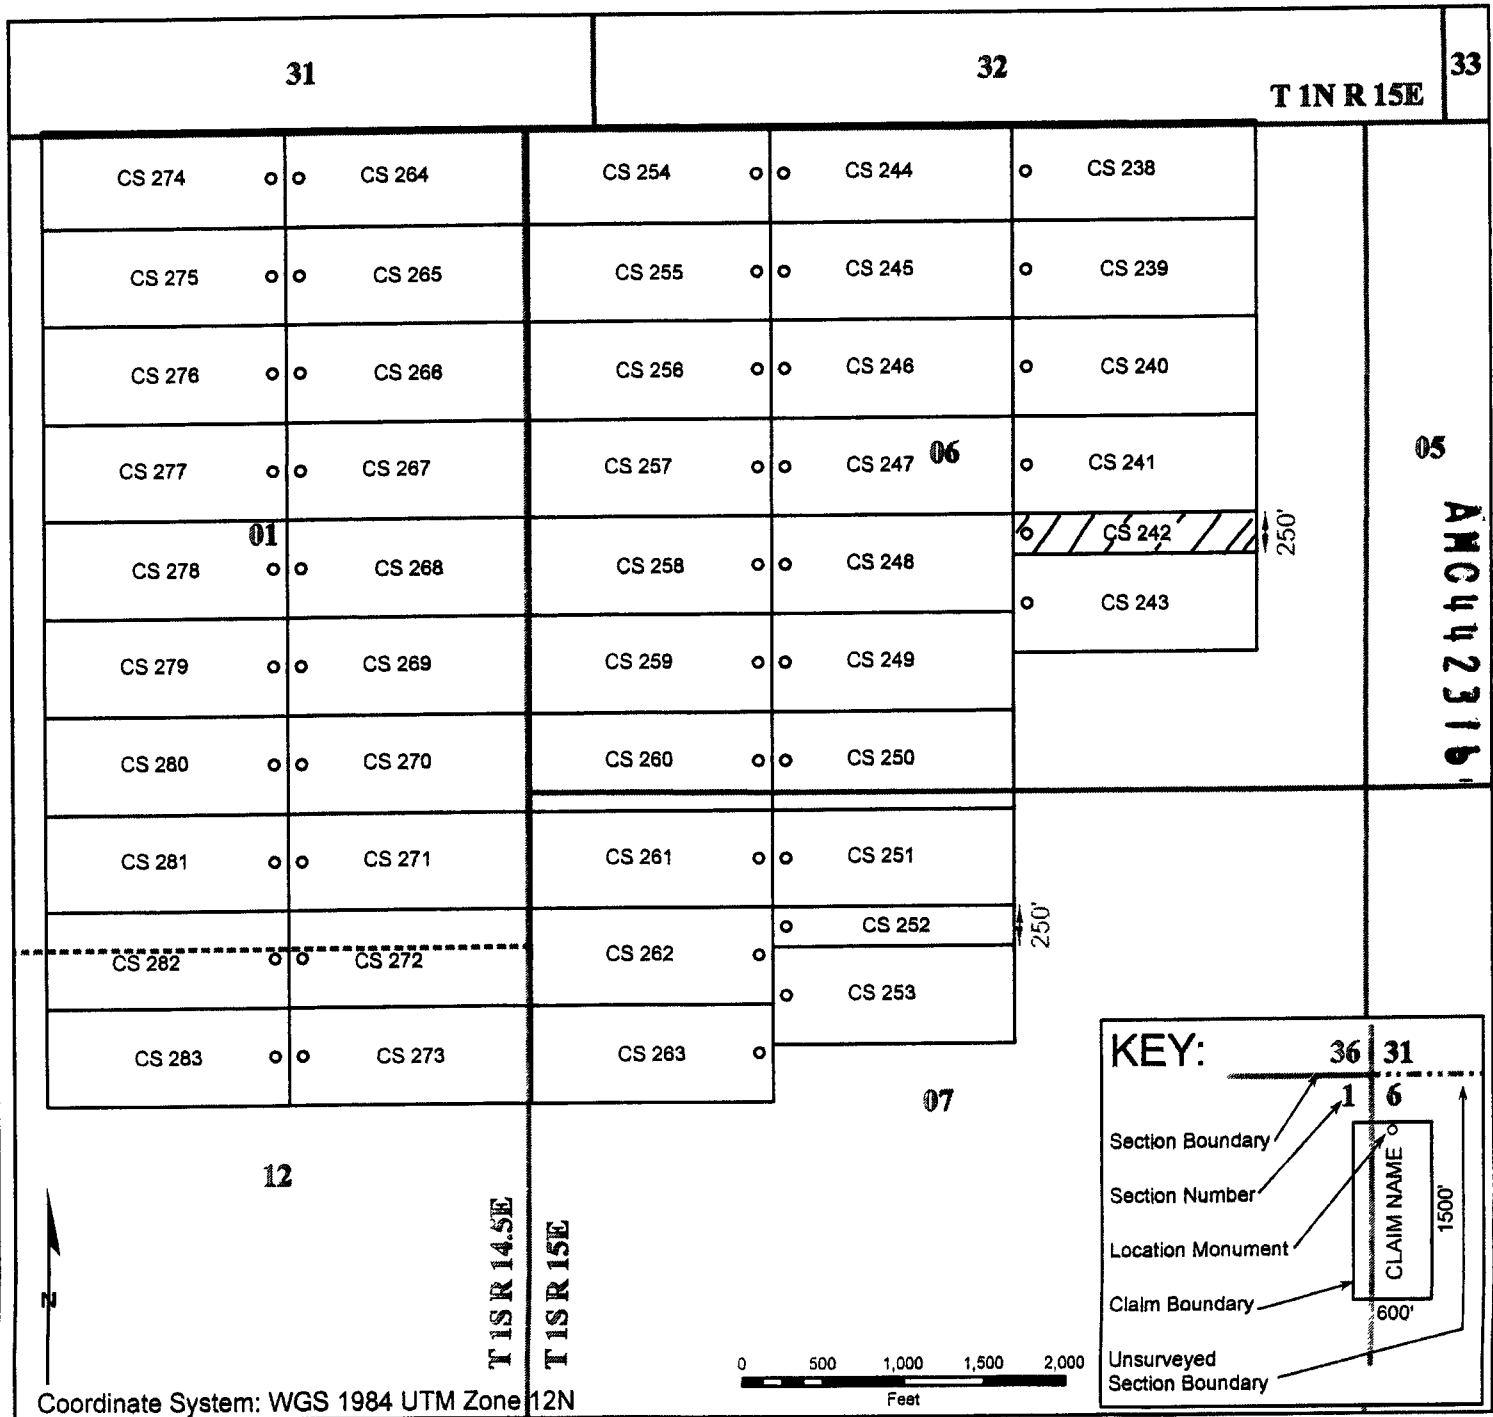 31
32
33
T 1N R 15E
CS 274
CS 264
CS 254
CS 244
CS 238
CS 275
CS 265
CS 255
CS 245
CS 239
CS 276
CS 266
CS 256
CS 246
CS 240
CS 277
CS 267
CS 257
CS 247
06
CS 241
05
01
CS 242
250'
CS 278
CS 268
CS 258
CS 248
CS 243
AMC442316
CS 279
CS 269
CS 259
CS 249
CS 280
CS 270
CS 260
CS 250
CS 281
CS 271
CS 261
CS 251
CS 252
250'
CS 282
CS 272
CS 262
CS 253
CS 283
CS 273
CS 263
07
12
T 1S R 14.5E
T 1S R 15E
N
KEY:
36 31
1 6
Section Boundary
Section Number
Location Monument
Claim Boundary
Unsurveyed
Section Boundary
CLAIM NAME
1500'
600'
0 500 1,000 1,500 2,000
Feet
Coordinate System: WGS 1984 UTM Zone 12N